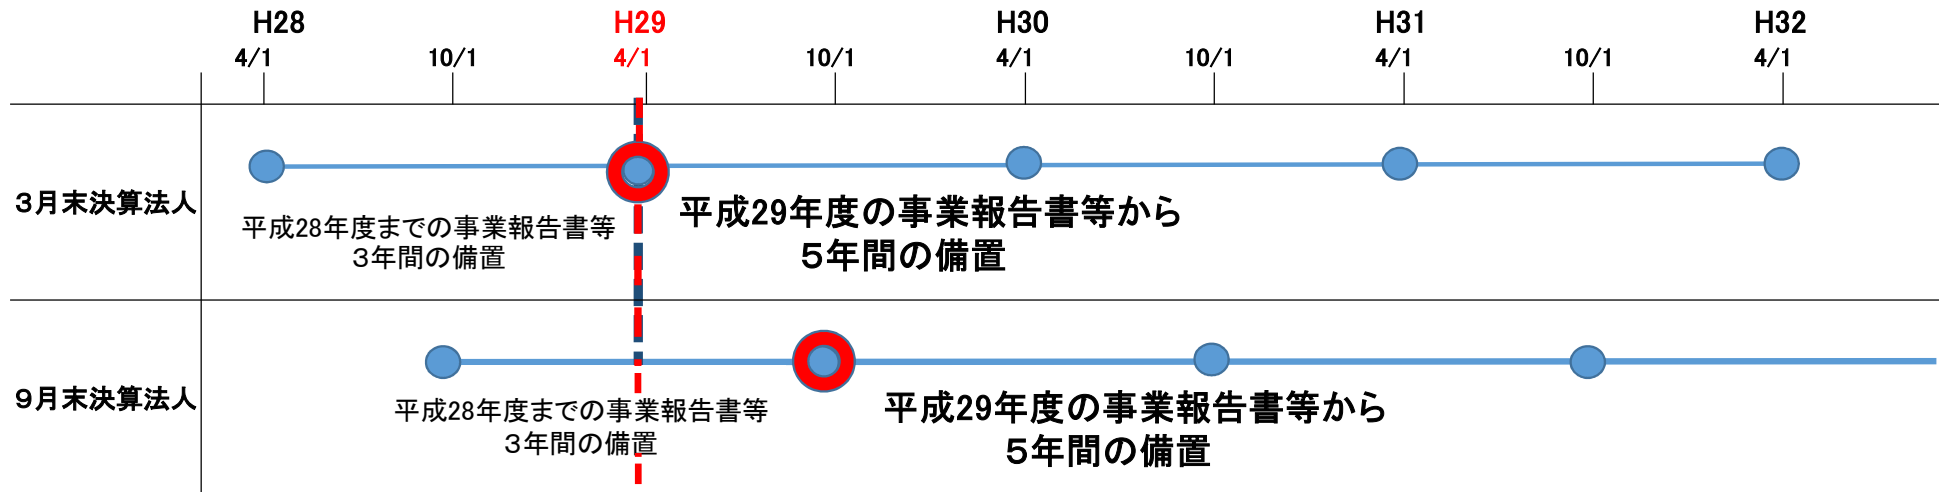 H28 H29 H30 H31 H32
4/1 10/1 4/1 10/1 4/1 10/1 4/1 10/1 4/1
3月末決算法人
平成28年度までの事業報告書等
3年間の備置
平成29年度の事業報告書等から
5年間の備置
9月末決算法人
平成28年度までの事業報告書等
3年間の備置
平成29年度の事業報告書等から
5年間の備置